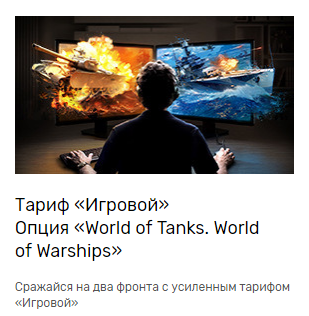 Тариф «Игровой»
Опция «World of Tanks. World
of Warships»
Сражайся на два фронта с усиленным тарифом
«Игровой»